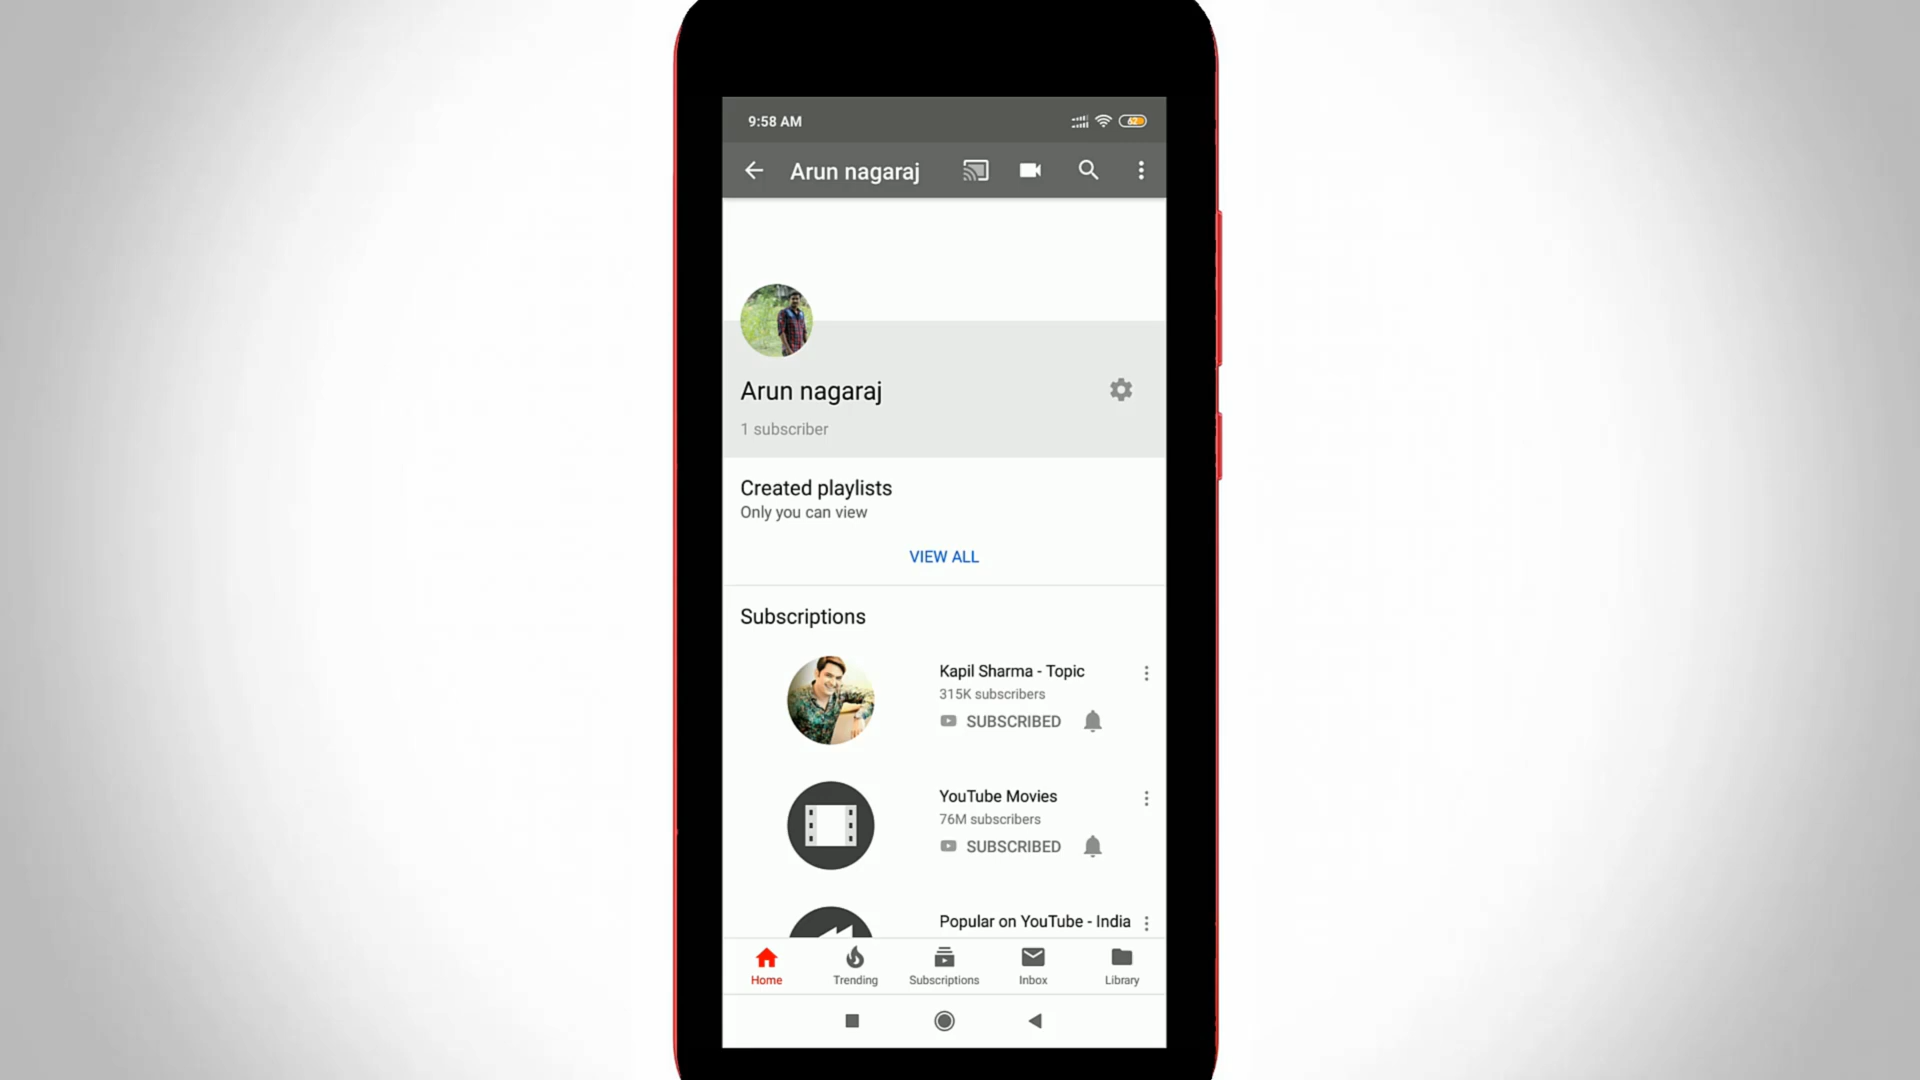 9:58 AM
62
Arun nagaraj
Arun nagaraj
1 subscriber
Created playlists
Only you can view
VIEW ALL
Subscriptions
Kapil Sharma - Topic
315K subscribers
SUBSCRIBED
YouTube Movies
76M subscribers
SUBSCRIBED
Popular on YouTube - India
Home
Trending
Subscriptions
Inbox
Library